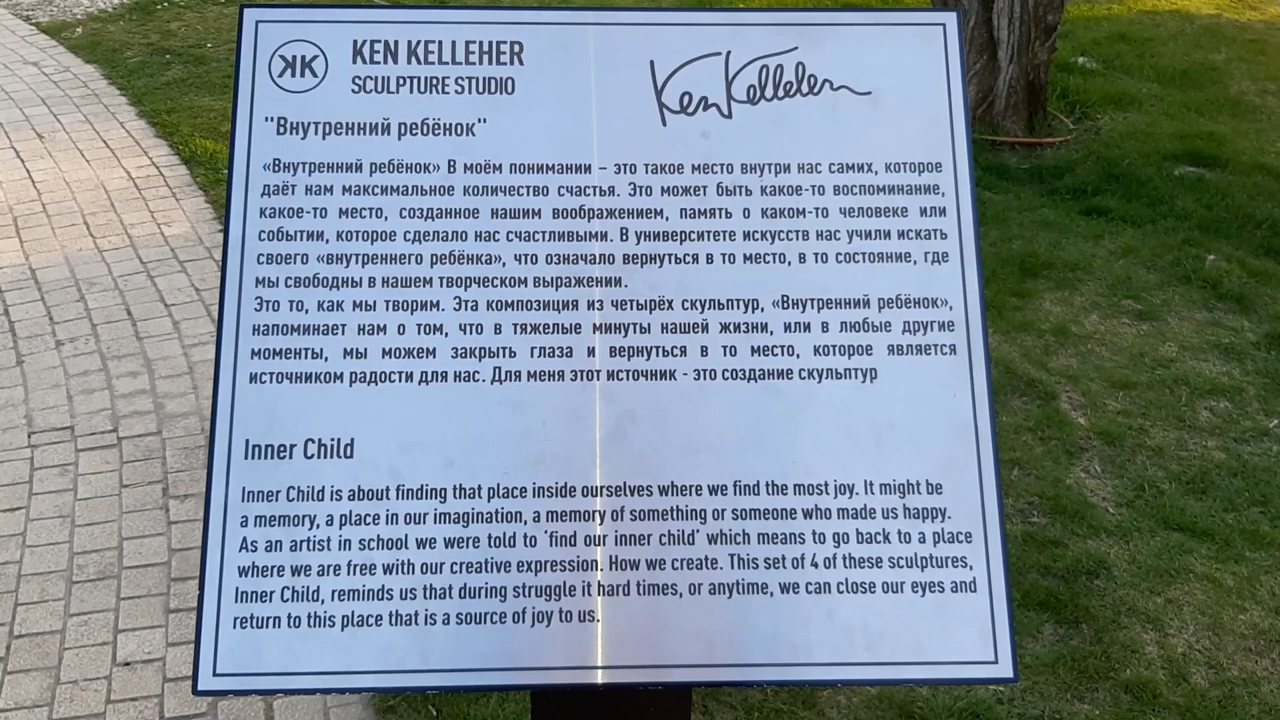 KK
KEN KELLEHER
SCULPTURE STUDIO
Ken Kelleher
"Внутренний ребёнок"
«Внутренний ребёнок» В моём понимании – это такое место внутри нас самих, которое
даёт нам максимальное количество счастья. Это может быть какое-то воспоминание,
какое-то место, созданное нашим воображением, память о каком-то человеке или
событии, которое сделало нас счастливыми. В университете искусств нас учили искать
своего «внутреннего ребёнка», что означало вернуться в то место, в то состояние, где
мы свободны в нашем творческом выражении.
Это то, как мы творим. Эта композиция из четырёх скульптур, «Внутренний ребёнок»,
напоминает нам о том, что в тяжелые минуты нашей жизни, или в любые другие
моменты, мы можем закрыть глаза и вернуться в то место, которое является
источником радости для нас. Для меня этот источник - это создание скульптур
Inner Child
Inner Child is about finding that place inside ourselves where we find the most joy. It might be
a memory, a place in our imagination, a memory of something or someone who made us happy.
As an artist in school we were told to ‘find our inner child’ which means to go back to a place
where we are free with our creative expression. How we create. This set of 4 of these sculptures,
Inner Child, reminds us that during struggle it hard times, or anytime, we can close our eyes and
return to this place that is a source of joy to us.